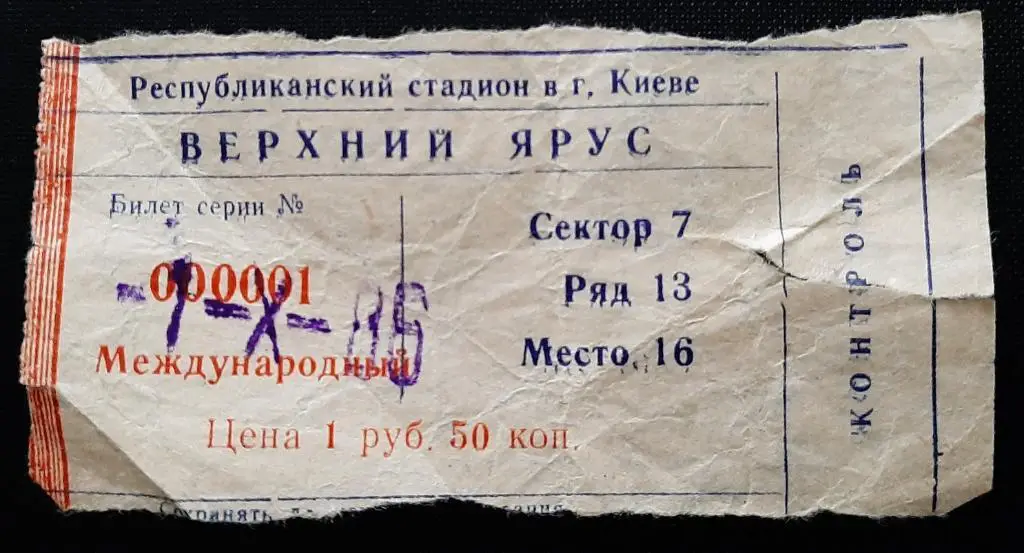 Республиканский стадион в г. Киеве
ВЕРХНИЙ ЯРУС
Билет серии №
000001
Международный
Цена 1 руб. 50 коп.
Сектор 7
Ряд 13
Место 16
КОНТРОЛЬ
Сохранять